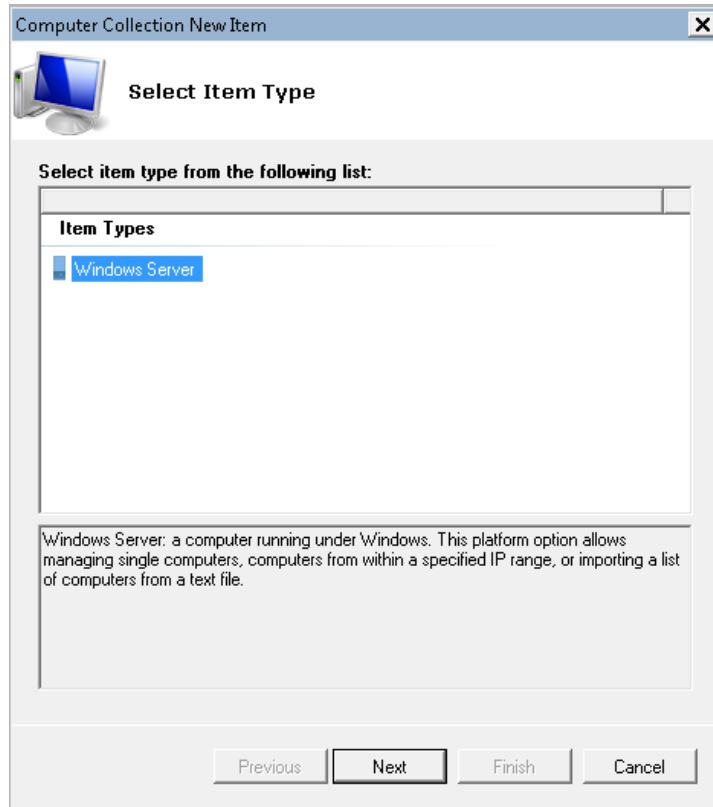 Computer Collection New Item
Select Item Type
Select item type from the following list:
Item Types
Windows Server
Windows Server: a computer running under Windows. This platform option allows
managing single computers, computers from within a specified IP range, or importing a list
of computers from a text file.
Previous Next Finish Cancel